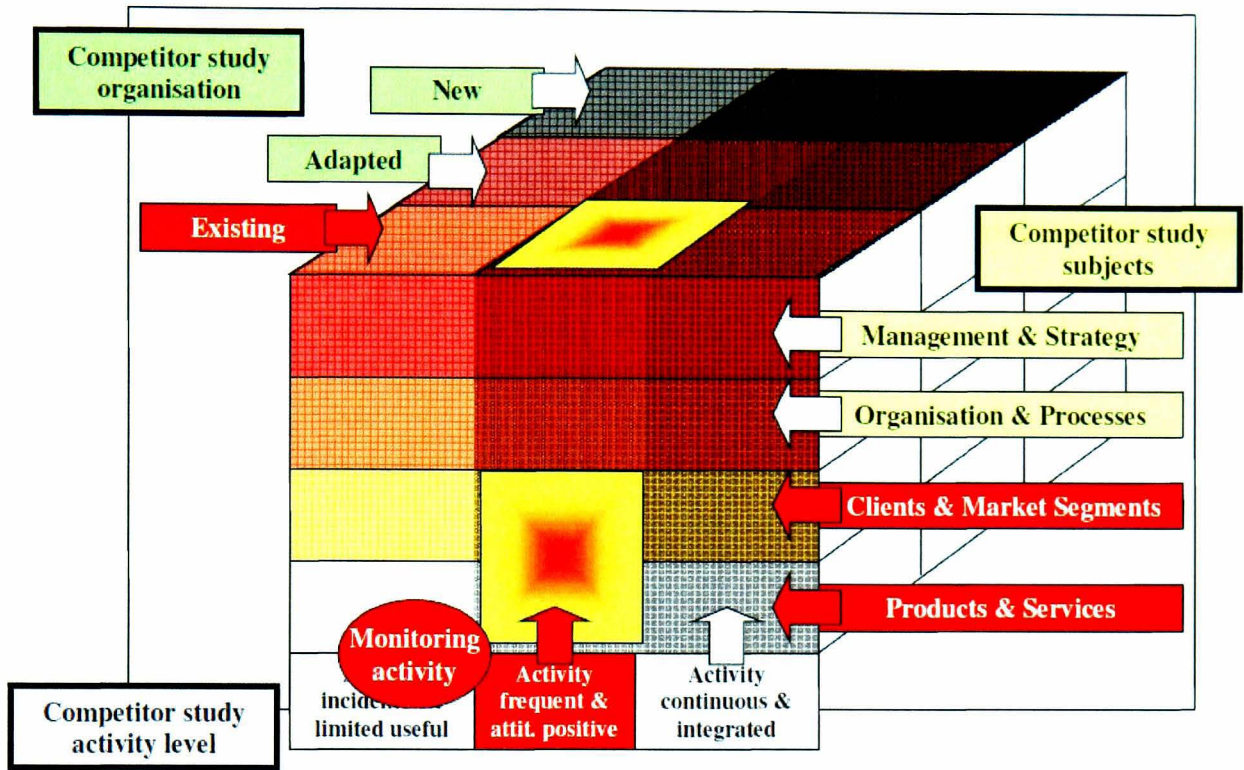 Competitor study
organisation
New
Adapted
Existing
Competitor study
subjects
Management & Strategy
Organisation & Processes
Clients & Market Segments
Products & Services
Monitoring
activity
limited useful
Activity
frequent &
attit. positive
Activity
continuous &
integrated
Competitor study
activity level